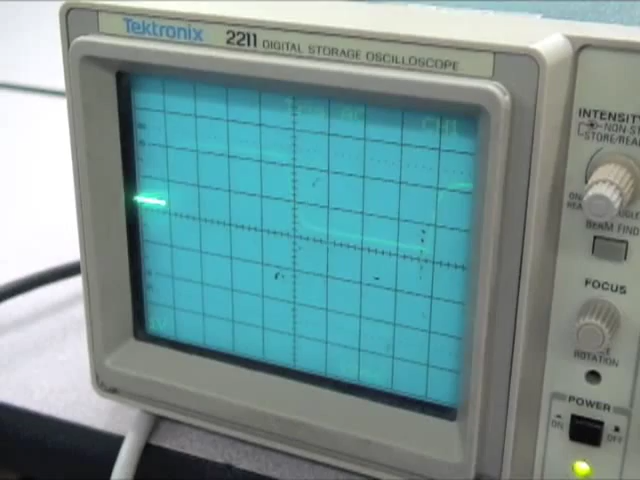 Tektronix 2211 DIGITAL STORAGE OSCILLOSCOPE
INTENSITY
NON-STORE
STORE/READ
BEAM FIND
FOCUS
ROTATION
POWER
ON
OFF